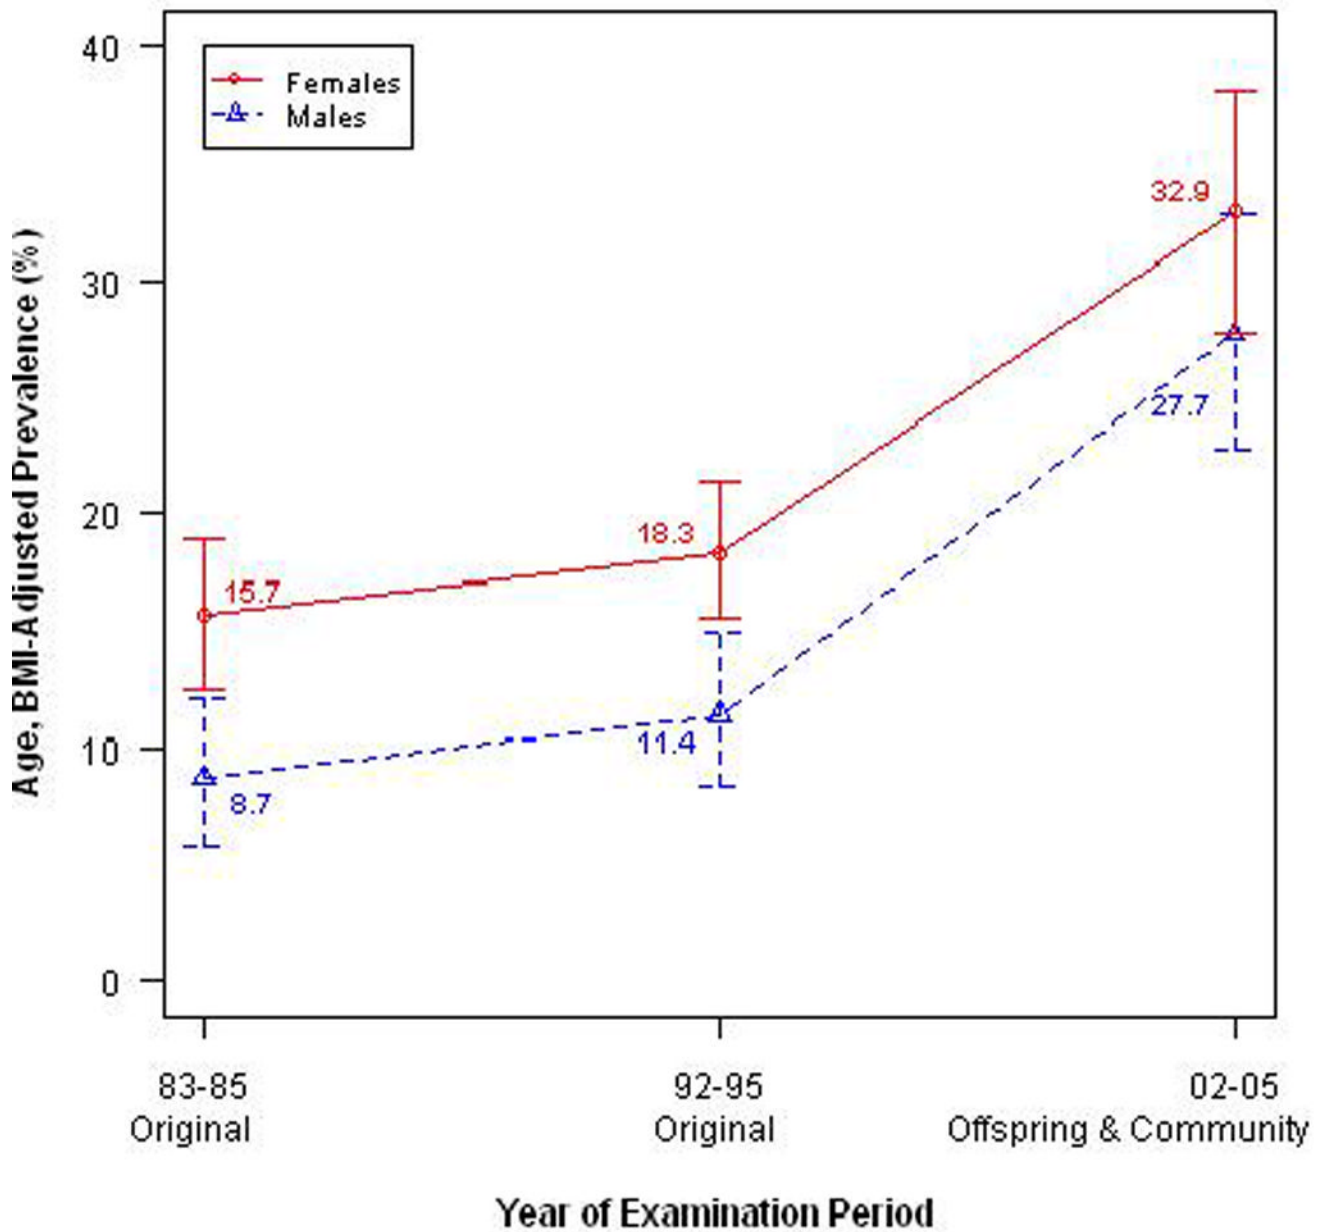 40
Females
Males
32.9
30
27.7
20
18.3
15.7
11.4
10
8.7
0
Age, BMI-Adjusted Prevalence (%)
83-85
Original
92-95
Original
02-05
Offspring & Community
Year of Examination Period